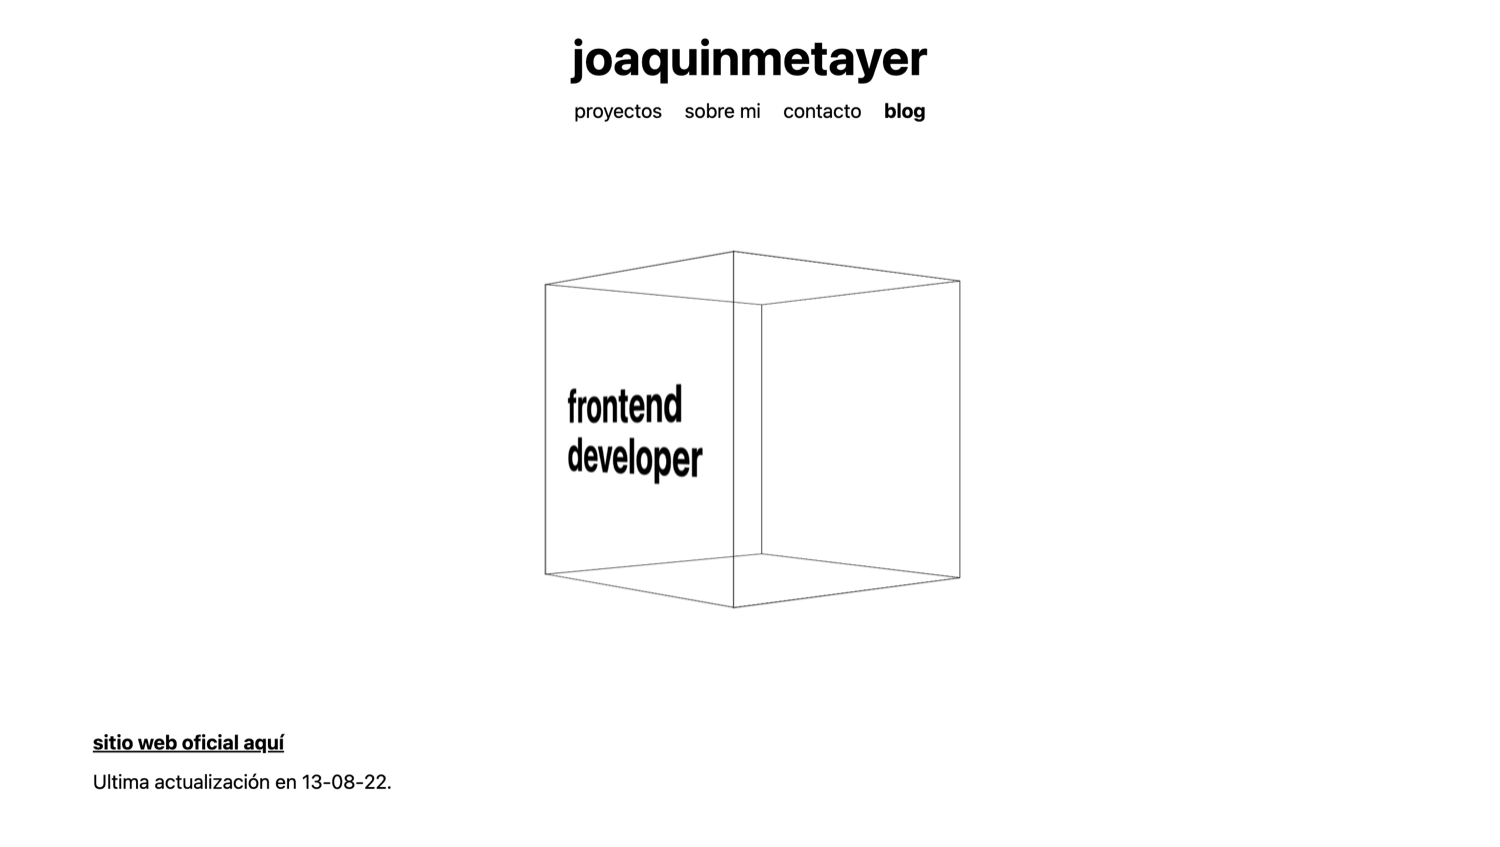 joaquinmetayer
proyectos sobre mi contacto blog
frontend
developer
sitio web oficial aquí
Ultima actualización en 13-08-22.